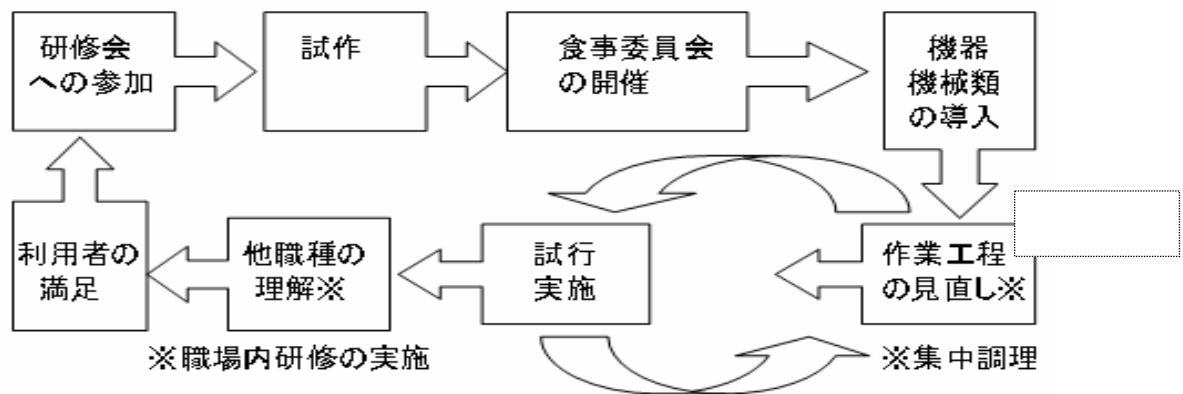 研修会
への参加
試作
食事委員会
の開催
機器
機械類
の導入
作業工程
の見直し※
※集中調理
試行
実施
他職種の
理解※
※職場内研修の実施
利用者の
満足